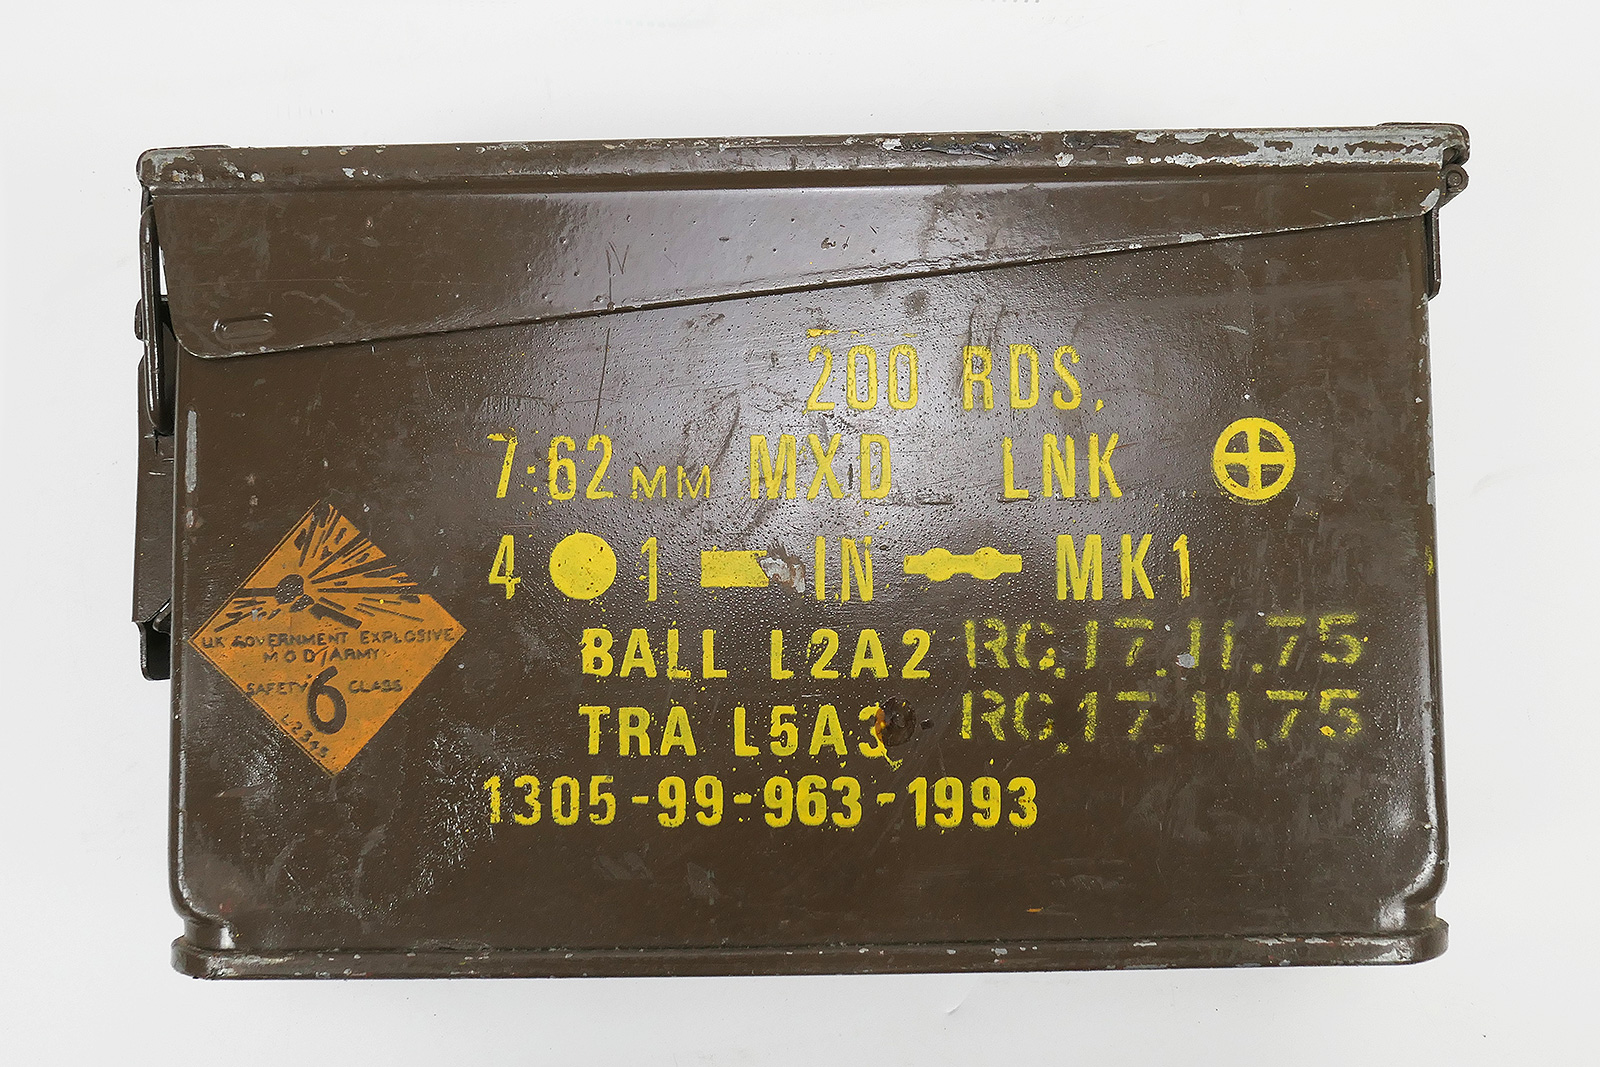 200 RDS.
7.62 MM MXD LNK
4 1 IN MK1
BALL L2A2 RG.17.11.75
TRA L5A3 RG.17.11.75
1305-99-963-1993
UK GOVERNMENT EXPLOSIVE
MOD/ARMY
SAFETY 6 CLASS
L2345